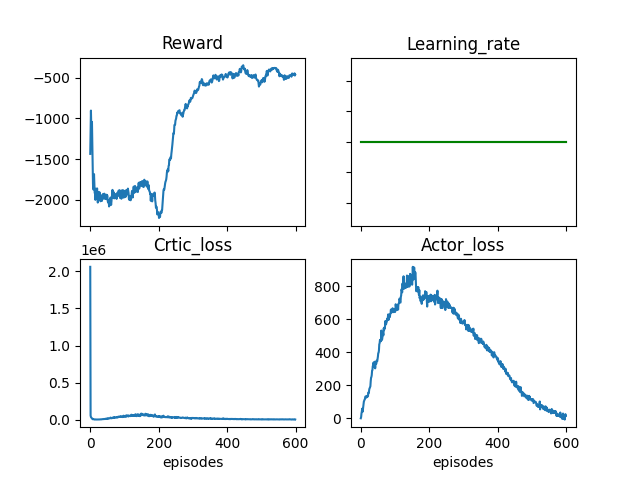 Reward
−500
−1000
−1500
−2000
Learning_rate
Crtic_loss
1e6
2.0
1.5
1.0
0.5
0.0
0 200 400 600
episodes
Actor_loss
800
600
400
200
0
0 200 400 600
episodes